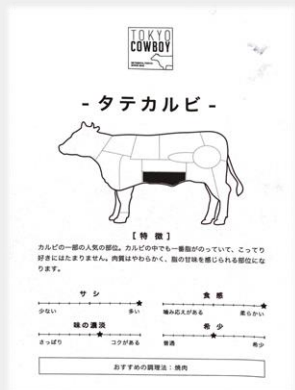 TOKYO
COWBOY
- タテカルビ -
[ 特 徴 ]
カルビの一部の人気の部位。カルビの中でも一番脂がのっていて、こってり
好きにはたまりません。肉質はやわらかく、脂の甘味を感じられる部位にな
ります。
サ シ
少ない
多い
食 感
噛み応えがある
柔らかい
味の濃淡
さっぱり
コクがある
希 少
普通
希少
おすすめの調理法：焼肉